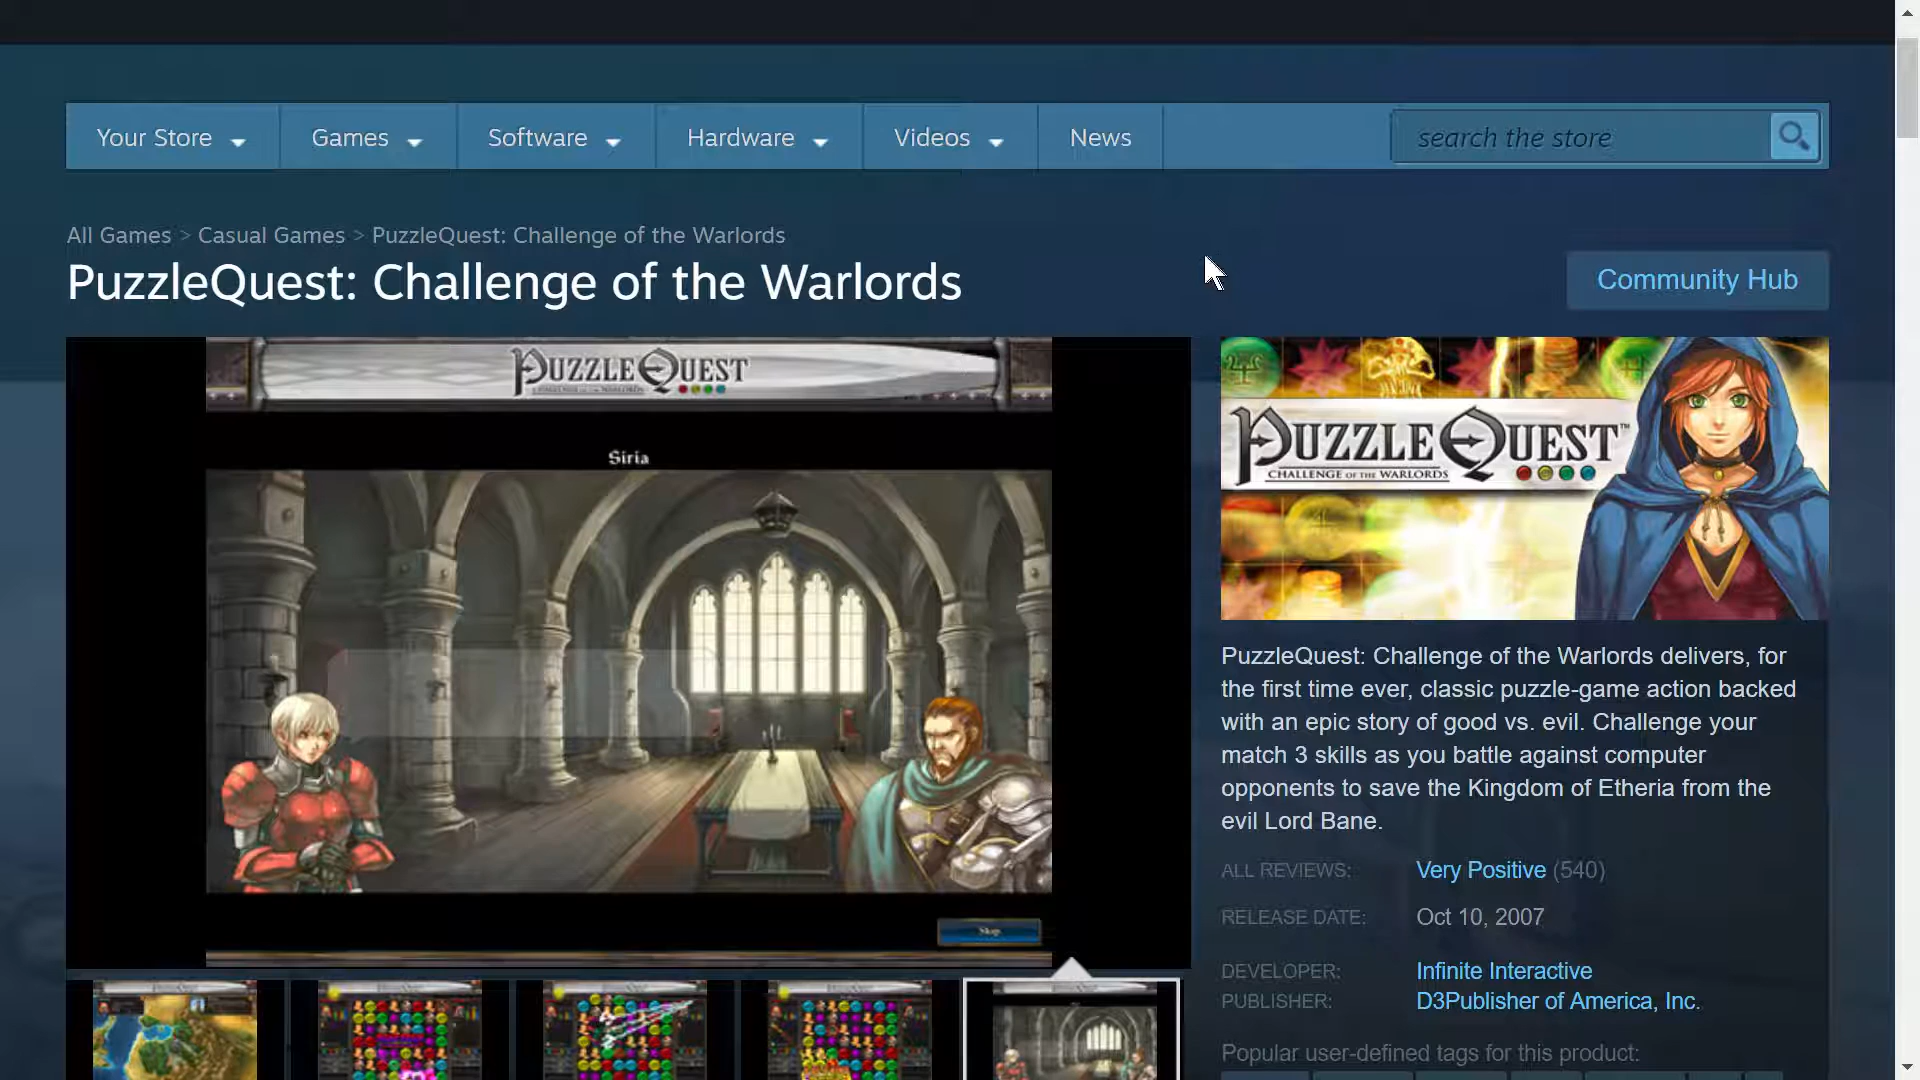 Your Store
Games
Software
Hardware
Videos
News
search the store
All Games > Casual Games > PuzzleQuest: Challenge of the Warlords
PuzzleQuest: Challenge of the Warlords
Community Hub
PUZZLEQUEST
Siria
Skip
PUZZLEQUEST™
CHALLENGE OF THE WARLORDS
PuzzleQuest: Challenge of the Warlords delivers, for
the first time ever, classic puzzle-game action backed
with an epic story of good vs. evil. Challenge your
match 3 skills as you battle against computer
opponents to save the Kingdom of Etheria from the
evil Lord Bane.
ALL REVIEWS: Very Positive (540)
RELEASE DATE: Oct 10, 2007
DEVELOPER: Infinite Interactive
PUBLISHER: D3Publisher of America, Inc.
Popular user-defined tags for this product: